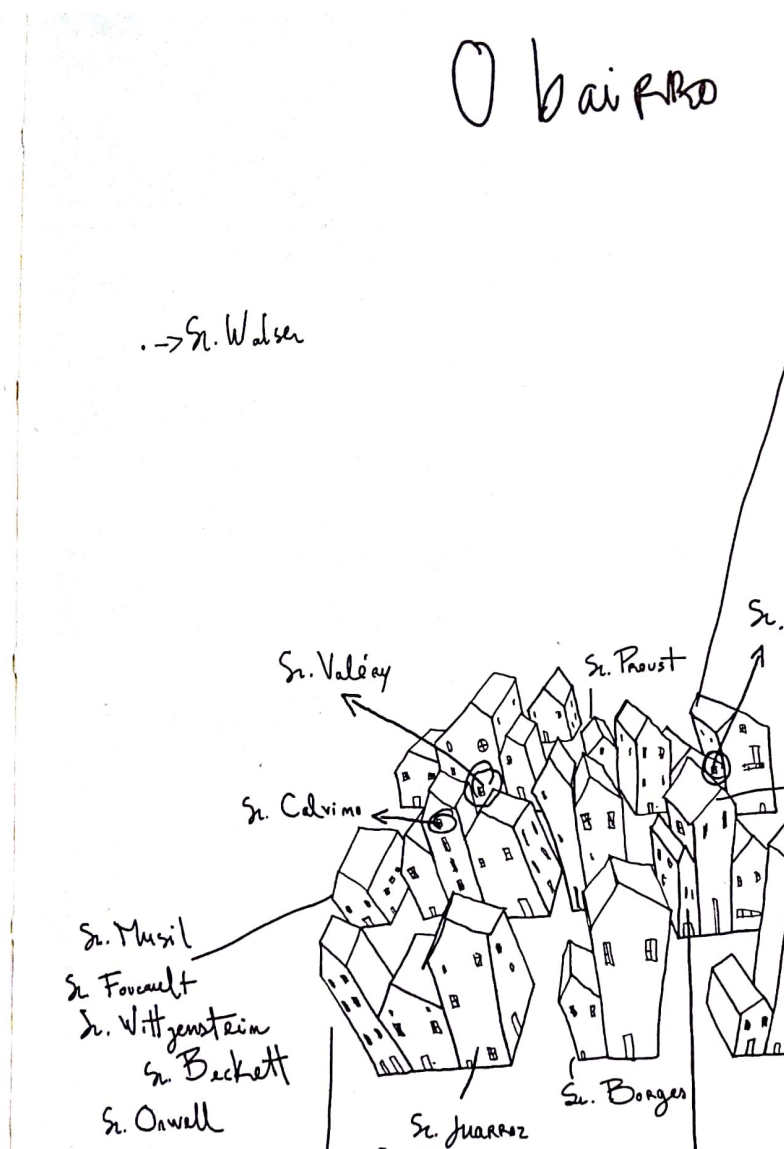 O bairro
Sr. Walser
Sr.
Sr. Valéry
Sr. Proust
Sr. Calvino
Sr. Musil
Sr. Foucault
Sr. Wittgenstein
Sr. Beckett
Sr. Orwell
Sr. Juarroz
Sr. Borges